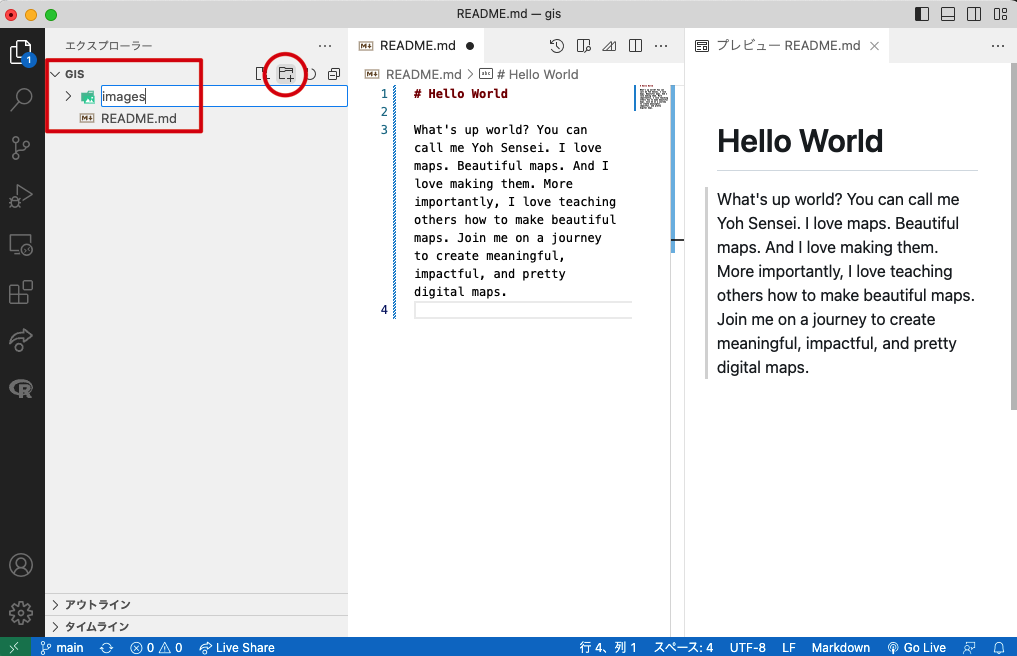 README.md — gis
エクスプローラー
1
GIS
images
README.md
アウトライン
タイムライン
README.md
README.md > # Hello World
1 # Hello World
2
3 What's up world? You can
call me Yoh Sensei. I love
maps. Beautiful maps. And I
love making them. More
importantly, I love teaching
others how to make beautiful
maps. Join me on a journey
to create meaningful,
impactful, and pretty
digital maps.
4
プレビュー README.md
Hello World
What's up world? You can call me
Yoh Sensei. I love maps. Beautiful
maps. And I love making them.
More importantly, I love teaching
others how to make beautiful maps.
Join me on a journey to create
meaningful, impactful, and pretty
digital maps.
main 0 0 Live Share 行 4、列 1 スペース: 4 UTF-8 LF Markdown Go Live